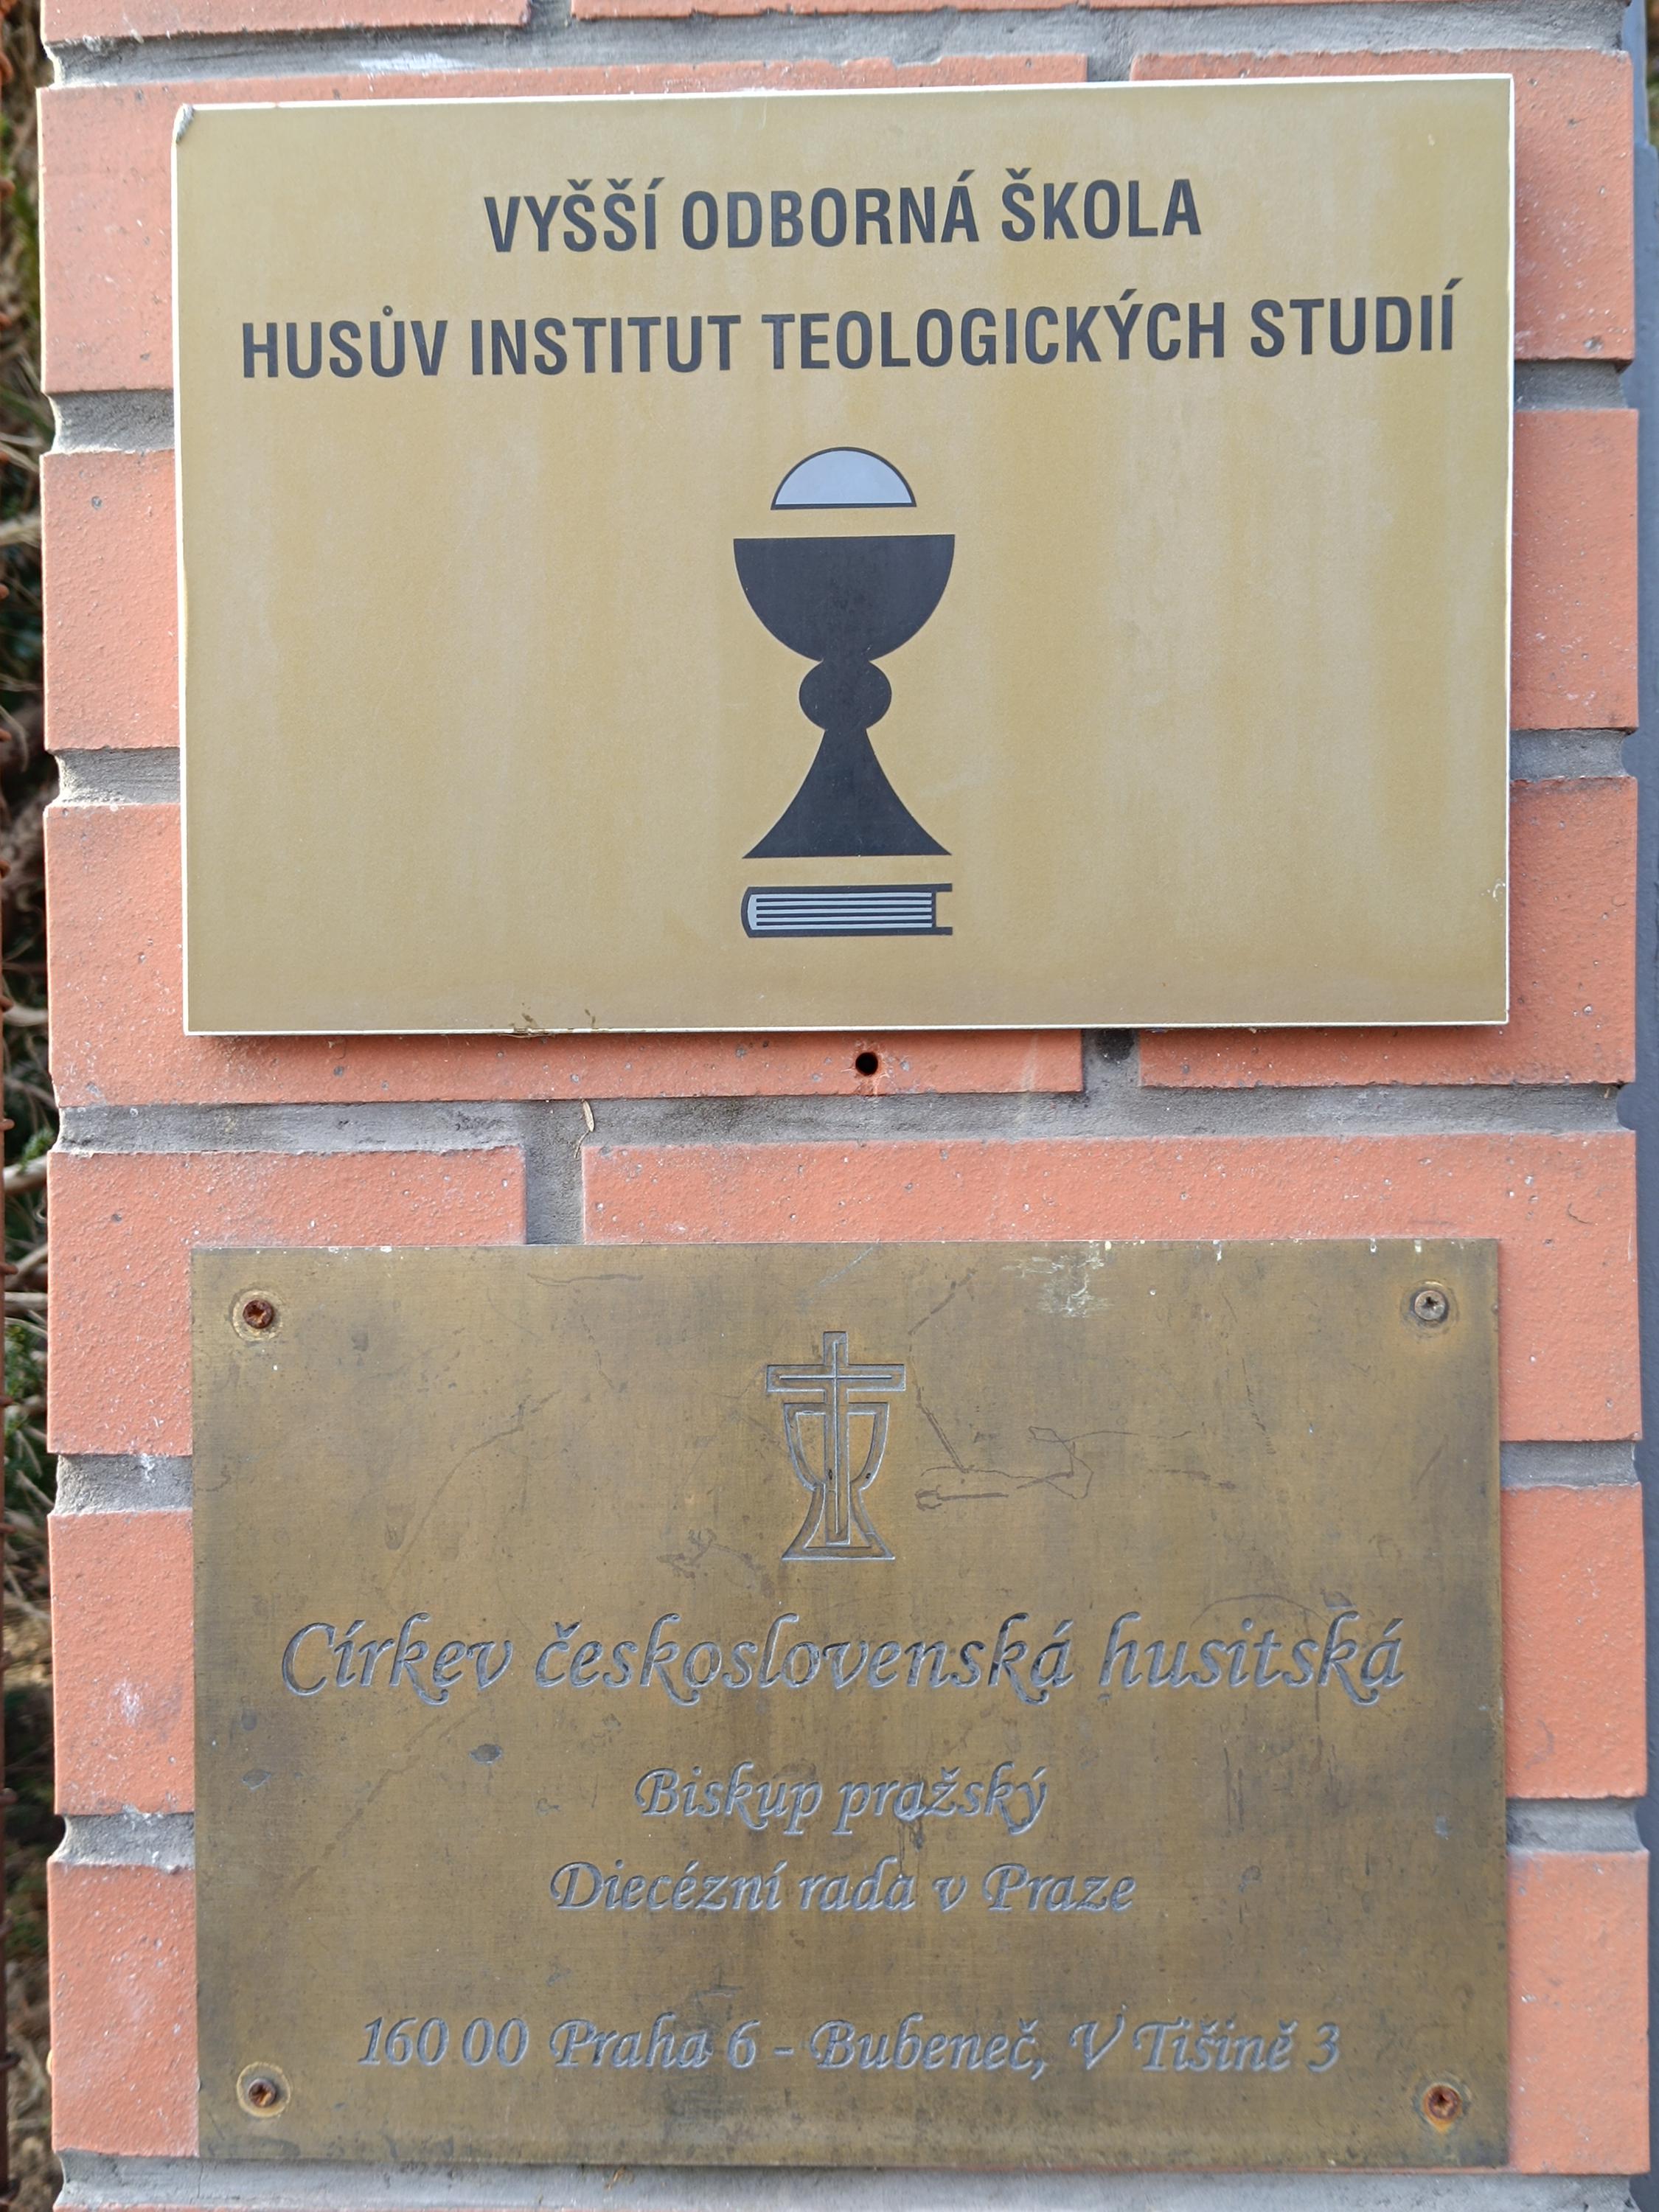 VYŠŠÍ ODBORNÁ ŠKOLA
HUSŮV INSTITUT TEOLOGICKÝCH STUDIÍ
Církev československá husitská
Biskup pražský
Diecézní rada v Praze
160 00 Praha 6 - Bubeneč, V Tišině 3